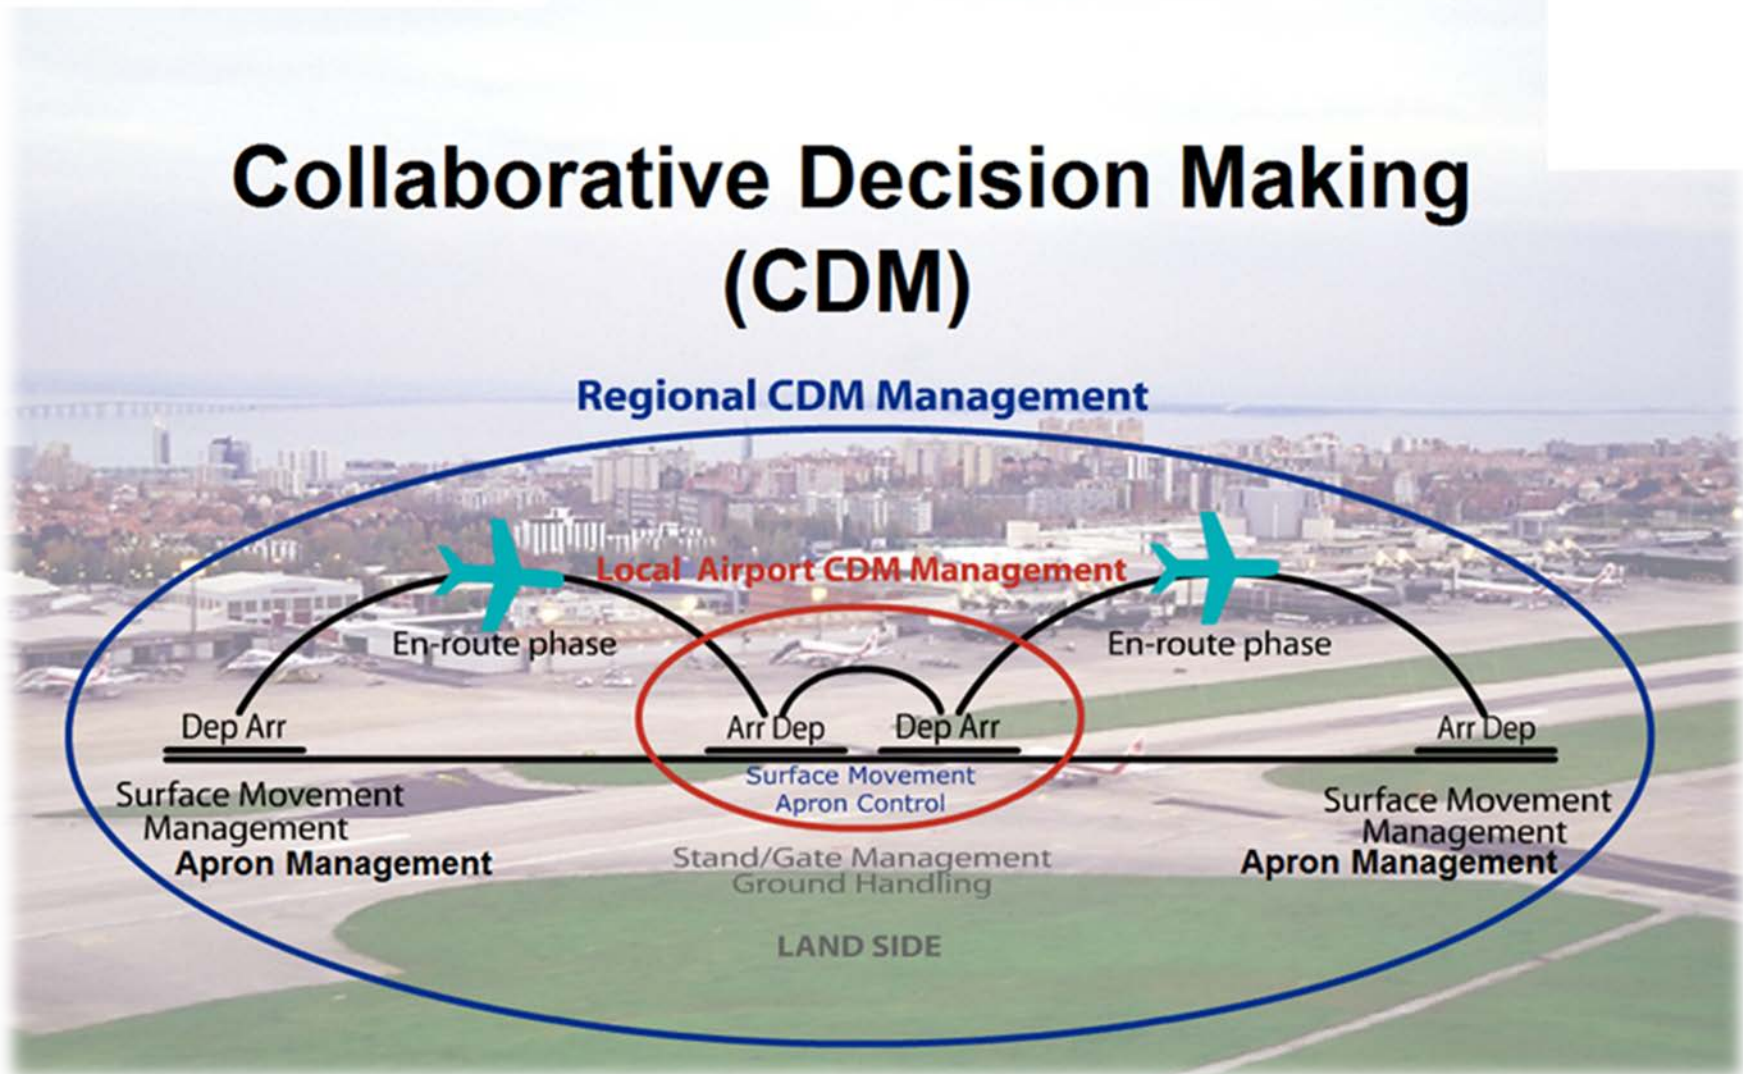 Collaborative Decision Making
(CDM)
Regional CDM Management
Local Airport CDM Management
En-route phase
En-route phase
Dep Arr
Arr Dep
Dep Arr
Arr Dep
Surface Movement
Apron Control
Surface Movement
Management
Apron Management
Surface Movement
Management
Apron Management
Stand/Gate Management
Ground Handling
LAND SIDE